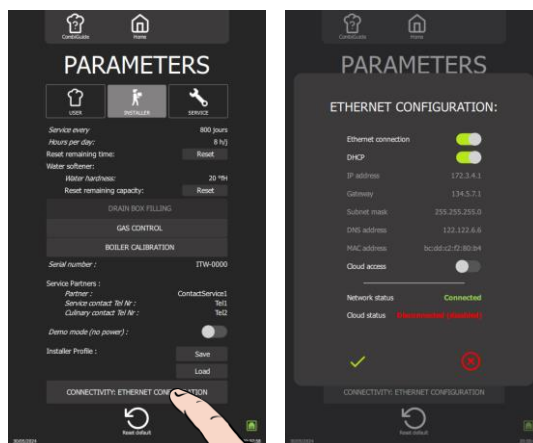 CombiGuide Home
PARAMETERS
USER INSTALLER SERVICE
Service every 800 jours
Hours per day: 8 h/j
Reset remaining time: Reset
Water softener:
Water hardness: 20 °fH
Reset remaining capacity: Reset
DRAIN BOX FILLING
GAS CONTROL
BOILER CALIBRATION
Serial number : ITW-0000
Service Partners :
Partner : ContactService1
Service contact Tel Nr : Tel1
Culinary contact Tel Nr : Tel2
Demo mode (no power) :
Installer Profile : Save
Load
CONNECTIVITY: ETHERNET CON ATION
Reset default
CombiGuide Home
PARAMETERS
ETHERNET CONFIGURATION:
Ethernet connection
DHCP
IP address 172.3.4.1
Gateway 134.5.7.1
Subnet mask 255.255.255.0
DNS address 122.122.6.6
MAC address bc:dd:c2:f2:80:b4
Cloud access
Network status Connected
Cloud status Disconnected (disabled)
CONNECTIVITY: ETHERNET CONFIGURATION
Reset default